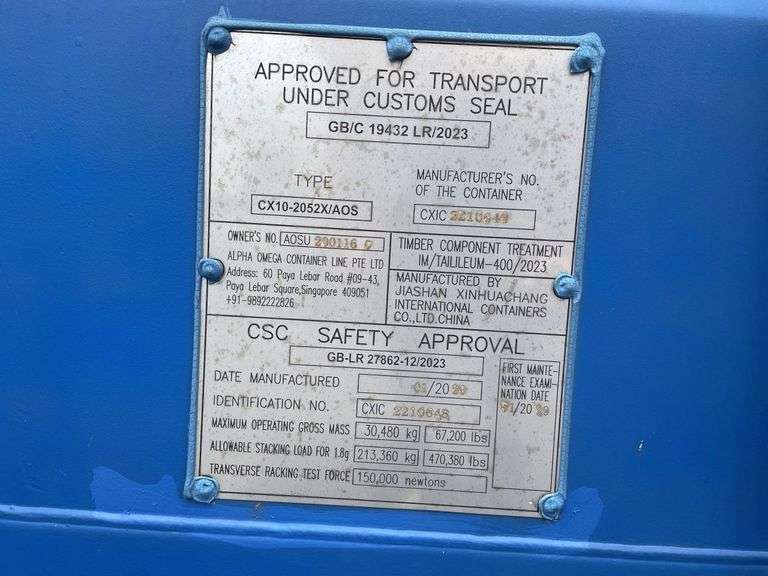 APPROVED FOR TRANSPORT
UNDER CUSTOMS SEAL
GB/C 19432 LR/2023
TYPE
CX10-2052X/AOS
MANUFACTURER'S NO.
OF THE CONTAINER
CXIC
OWNER'S NO. AOSU 290116
ALPHA OMEGA CONTAINER LINE PTE LTD
Address: 60 Paya Lebar Road #09-43,
Paya Lebar Square,Singapore 409051
+91-9892222826
TIMBER COMPONENT TREATMENT
IM/TAILILEUM-400/2023
MANUFACTURED BY
JIASHAN XINHUACHANG
INTERNATIONAL CONTAINERS
CO.,LTD.CHINA
CSC SAFETY APPROVAL
GB-LR 27862-12/2023
DATE MANUFACTURED 01/20
IDENTIFICATION NO. CXIC
MAXIMUM OPERATING GROSS MASS 30,480 kg 67,200 lbs
ALLOWABLE STACKING LOAD FOR 1.8g 213,360 kg 470,380 lbs
TRANSVERSE RACKING TEST FORCE 150,000 newtons
FIRST MAINTE-
NANCE EXAMI-
NATION DATE
01/20